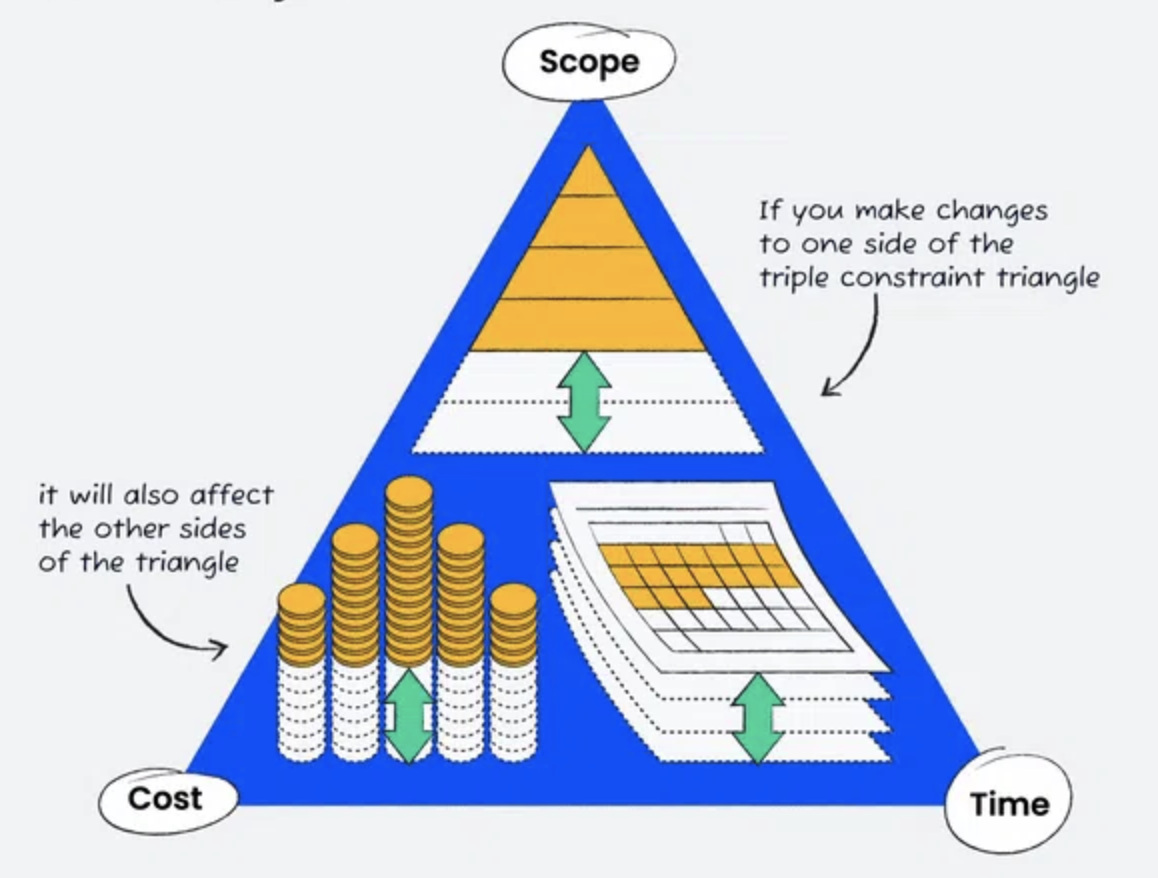 Scope
If you make changes
to one side of the
triple constraint triangle
it will also affect
the other sides
of the triangle
Cost
Time